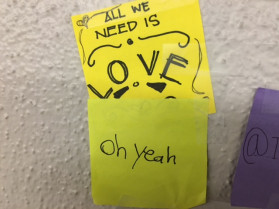 ALL WE
NEED IS
LOVE
Oh yeah
@